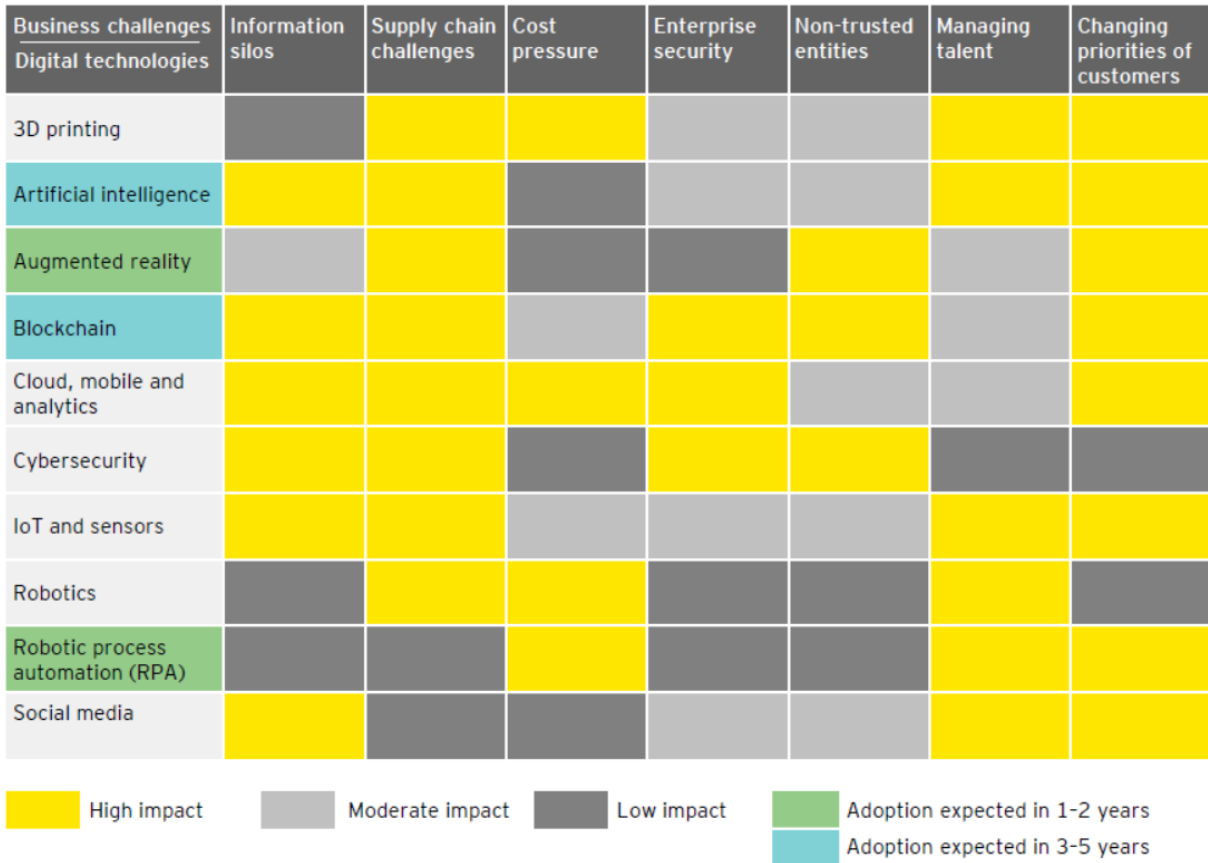 Business challenges
Digital technologies
Information
silos
Supply chain
challenges
Cost
pressure
Enterprise
security
Non-trusted
entities
Managing
talent
Changing
priorities of
customers
3D printing
Artificial intelligence
Augmented reality
Blockchain
Cloud, mobile and
analytics
Cybersecurity
IoT and sensors
Robotics
Robotic process
automation (RPA)
Social media
High impact
Moderate impact
Low impact
Adoption expected in 1–2 years
Adoption expected in 3–5 years